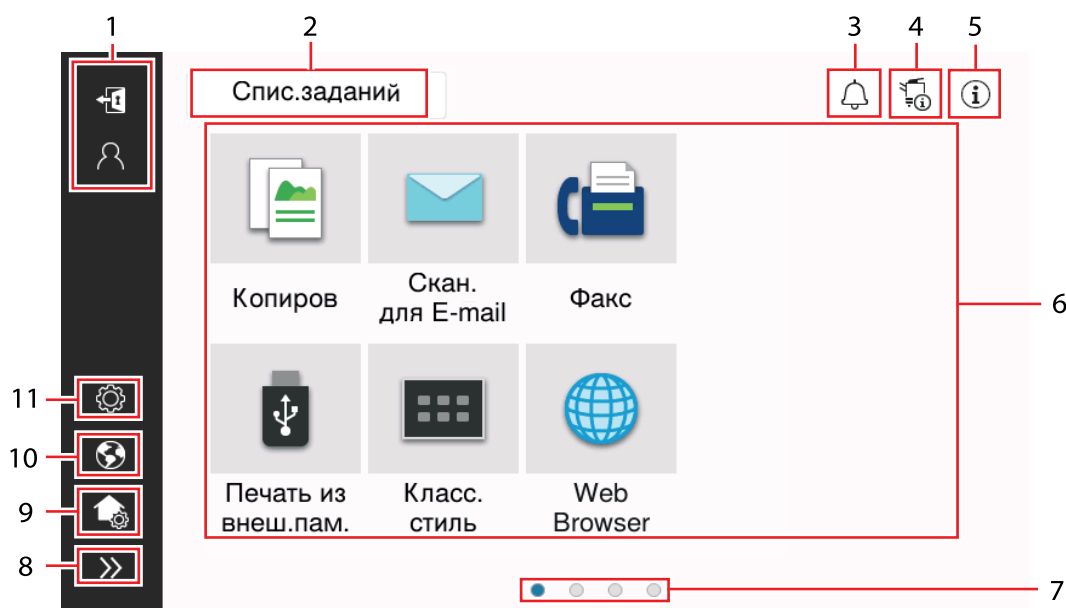 1 2 3 4 5
Спис.заданий
Копиров
Скан.
для E-mail
Факс
6
11
10
9
8
Печать из
внеш.пам.
Класс.
стиль
Web
Browser
7